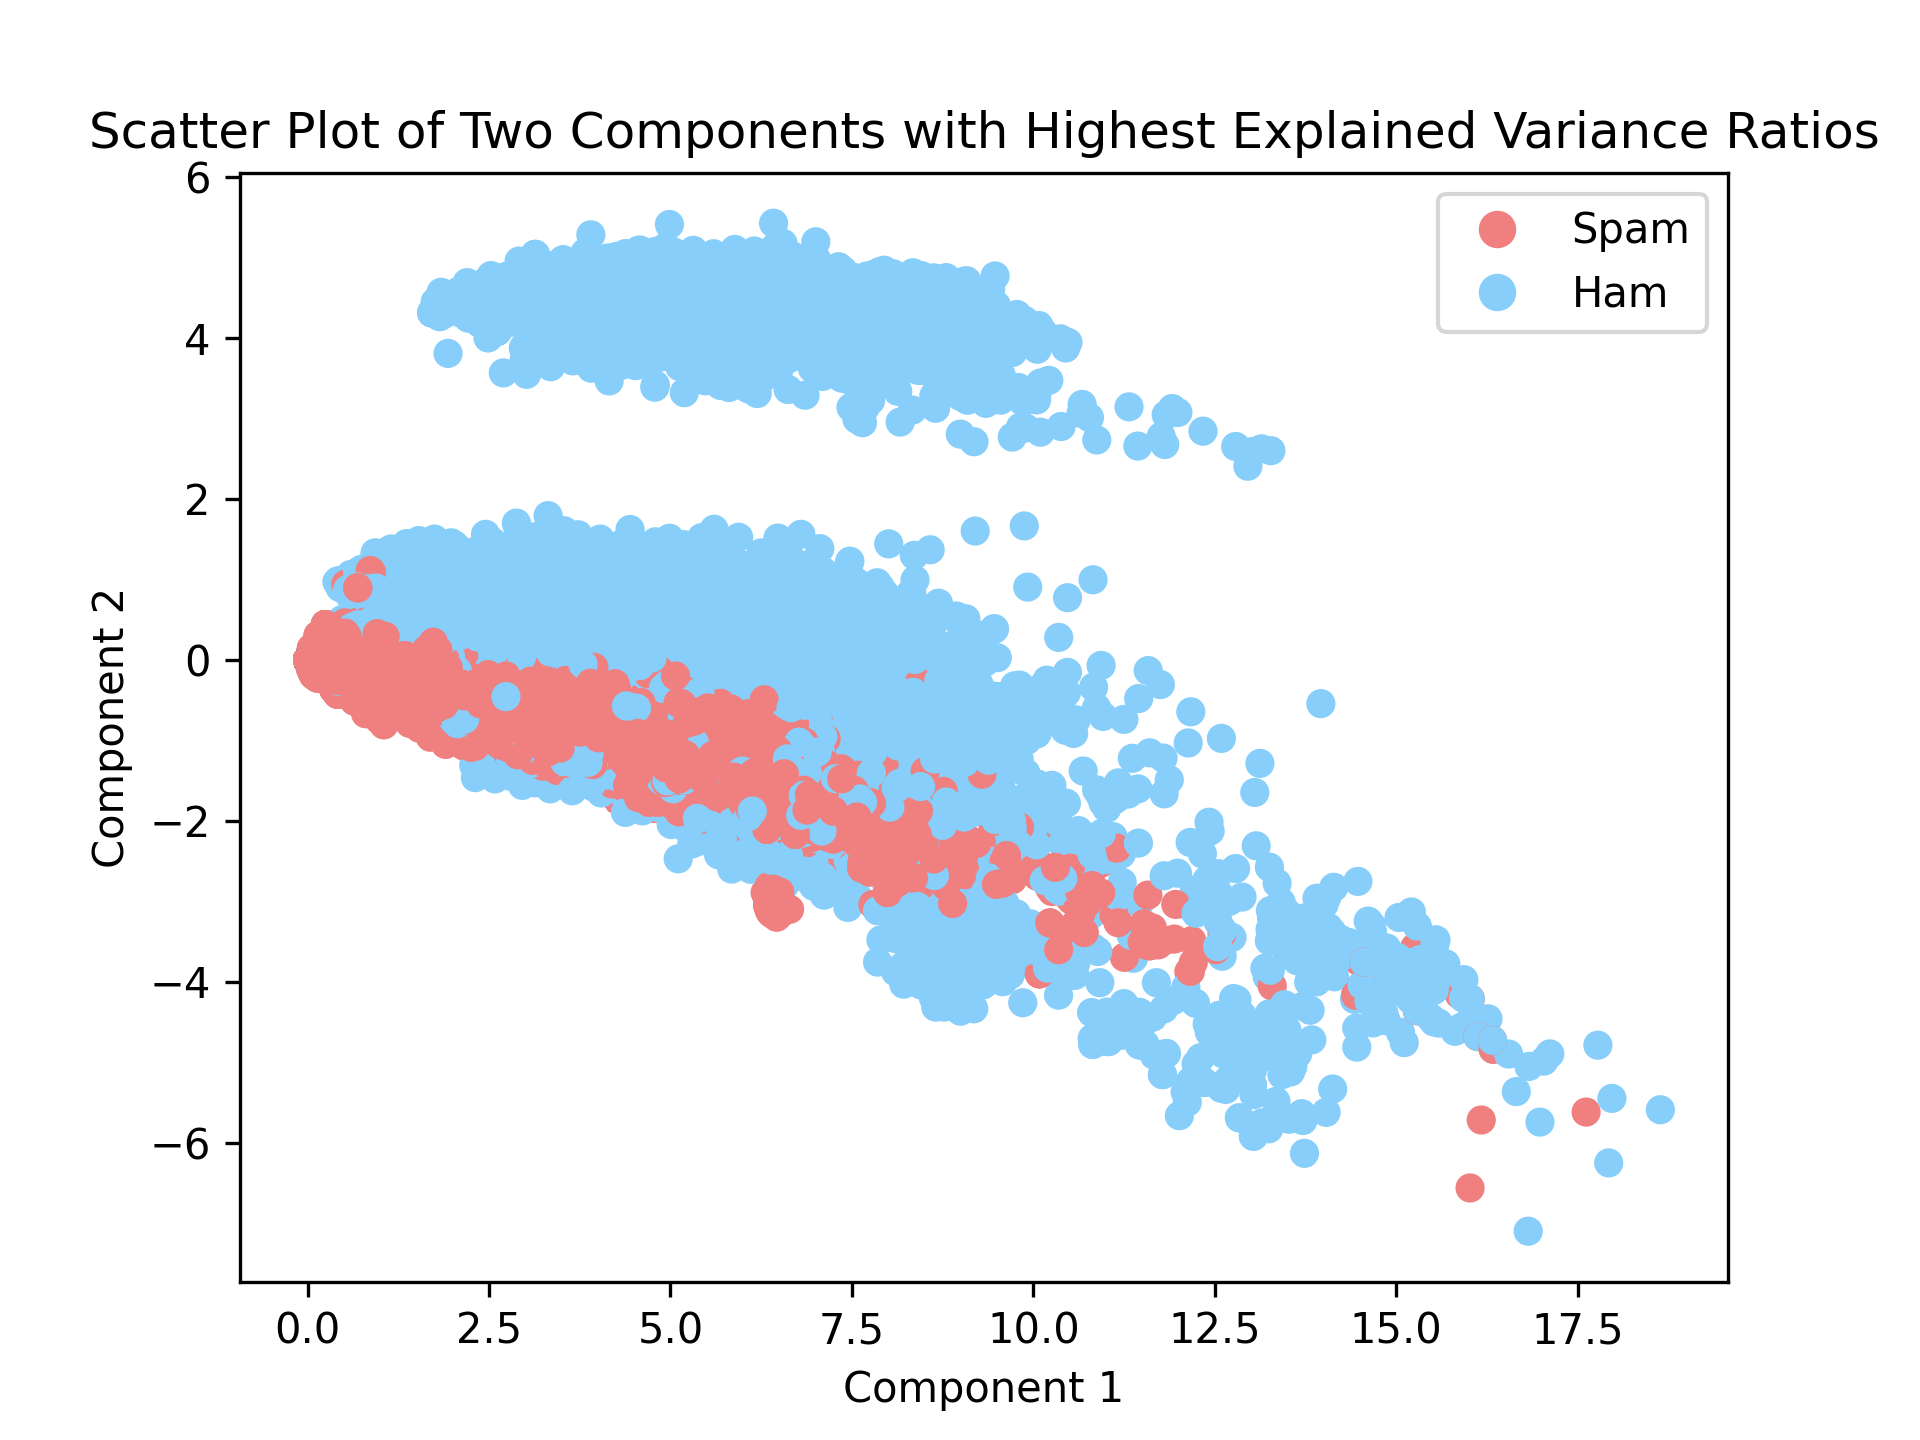 Scatter Plot of Two Components with Highest Explained Variance Ratios
Spam
Ham
6
4
2
0
−2
−4
−6
Component 2
0.0 2.5 5.0 7.5 10.0 12.5 15.0 17.5
Component 1